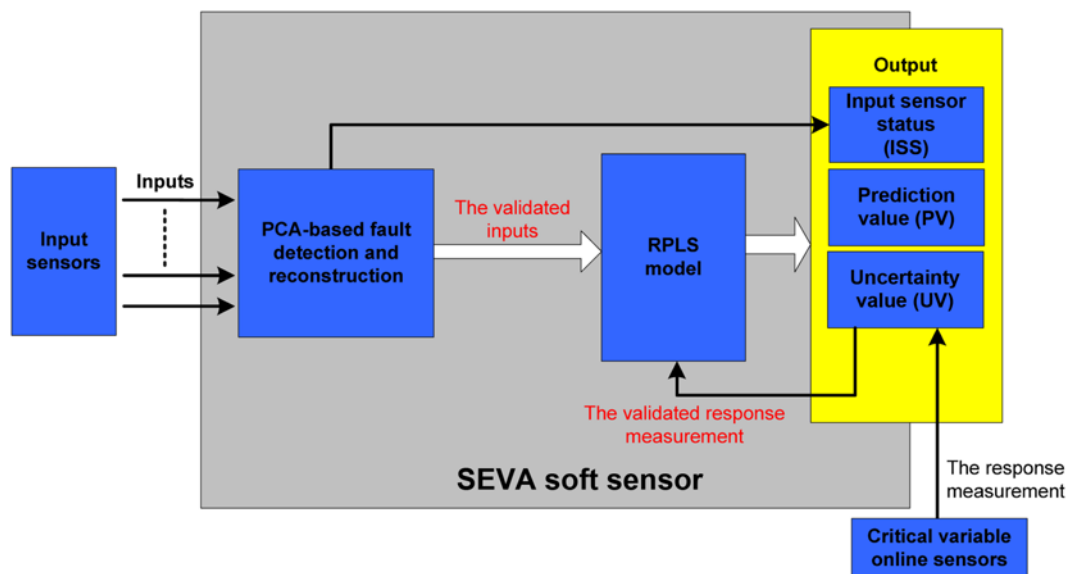 Output
Input sensor
status
(ISS)
Inputs
Input
sensors
PCA-based fault
detection and
reconstruction
The validated
inputs
RPLS
model
Prediction
value (PV)
Uncertainty
value (UV)
The validated response
measurement
SEVA soft sensor
The response
measurement
Critical variable
online sensors